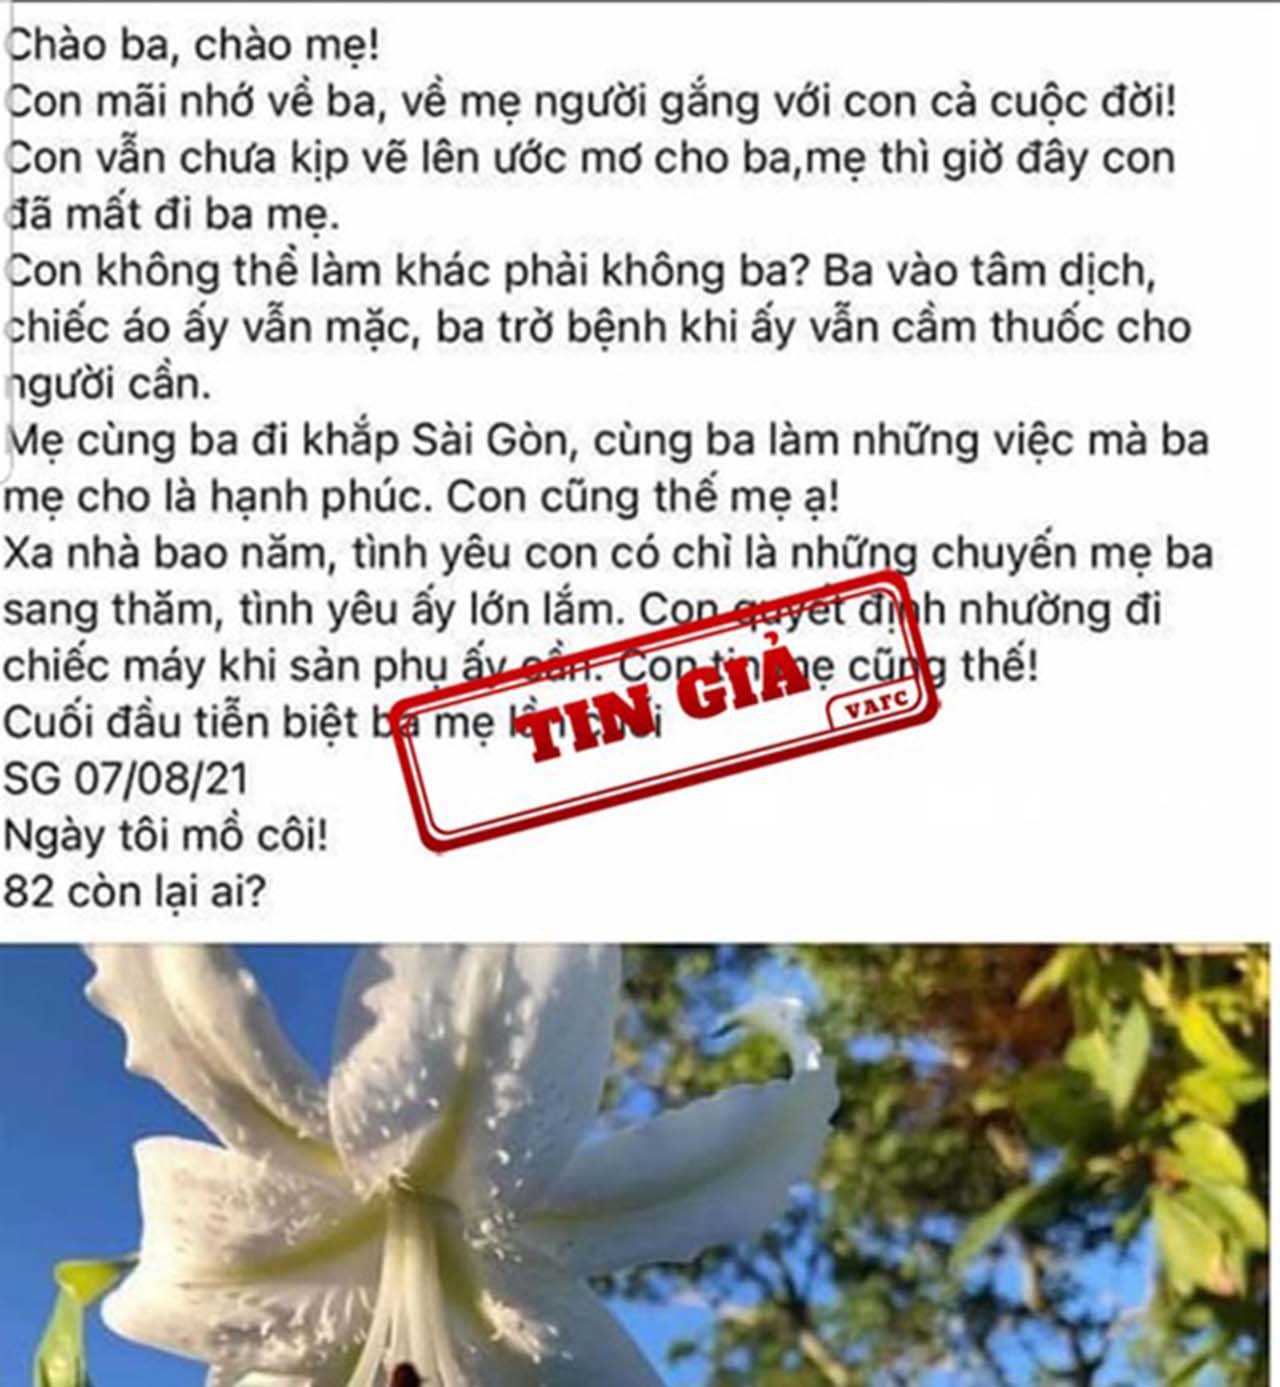 Chào ba, chào mẹ!
Con mãi nhớ về ba, về mẹ người gắng với con cả cuộc đời!
Con vẫn chưa kịp vẽ lên ước mơ cho ba,mẹ thì giờ đây con
đã mất đi ba mẹ.
Con không thể làm khác phải không ba? Ba vào tâm dịch,
chiếc áo ấy vẫn mặc, ba trở bệnh khi ấy vẫn cầm thuốc cho
người cần.
Mẹ cùng ba đi khắp Sài Gòn, cùng ba làm những việc mà ba
mẹ cho là hạnh phúc. Con cũng thế mẹ ạ!
Xa nhà bao năm, tình yêu con có chỉ là những chuyến mẹ ba
sang thăm, tình yêu ấy lớn lắm. Con quyết định nhường đi
chiếc máy khi sản phụ ấy cần. Con tin mẹ cũng thế!
Cuối đầu tiễn biệt ba mẹ lần cuối
TIN GIẢ
VAFC
SG 07/08/21
Ngày tôi mồ côi!
82 còn lại ai?